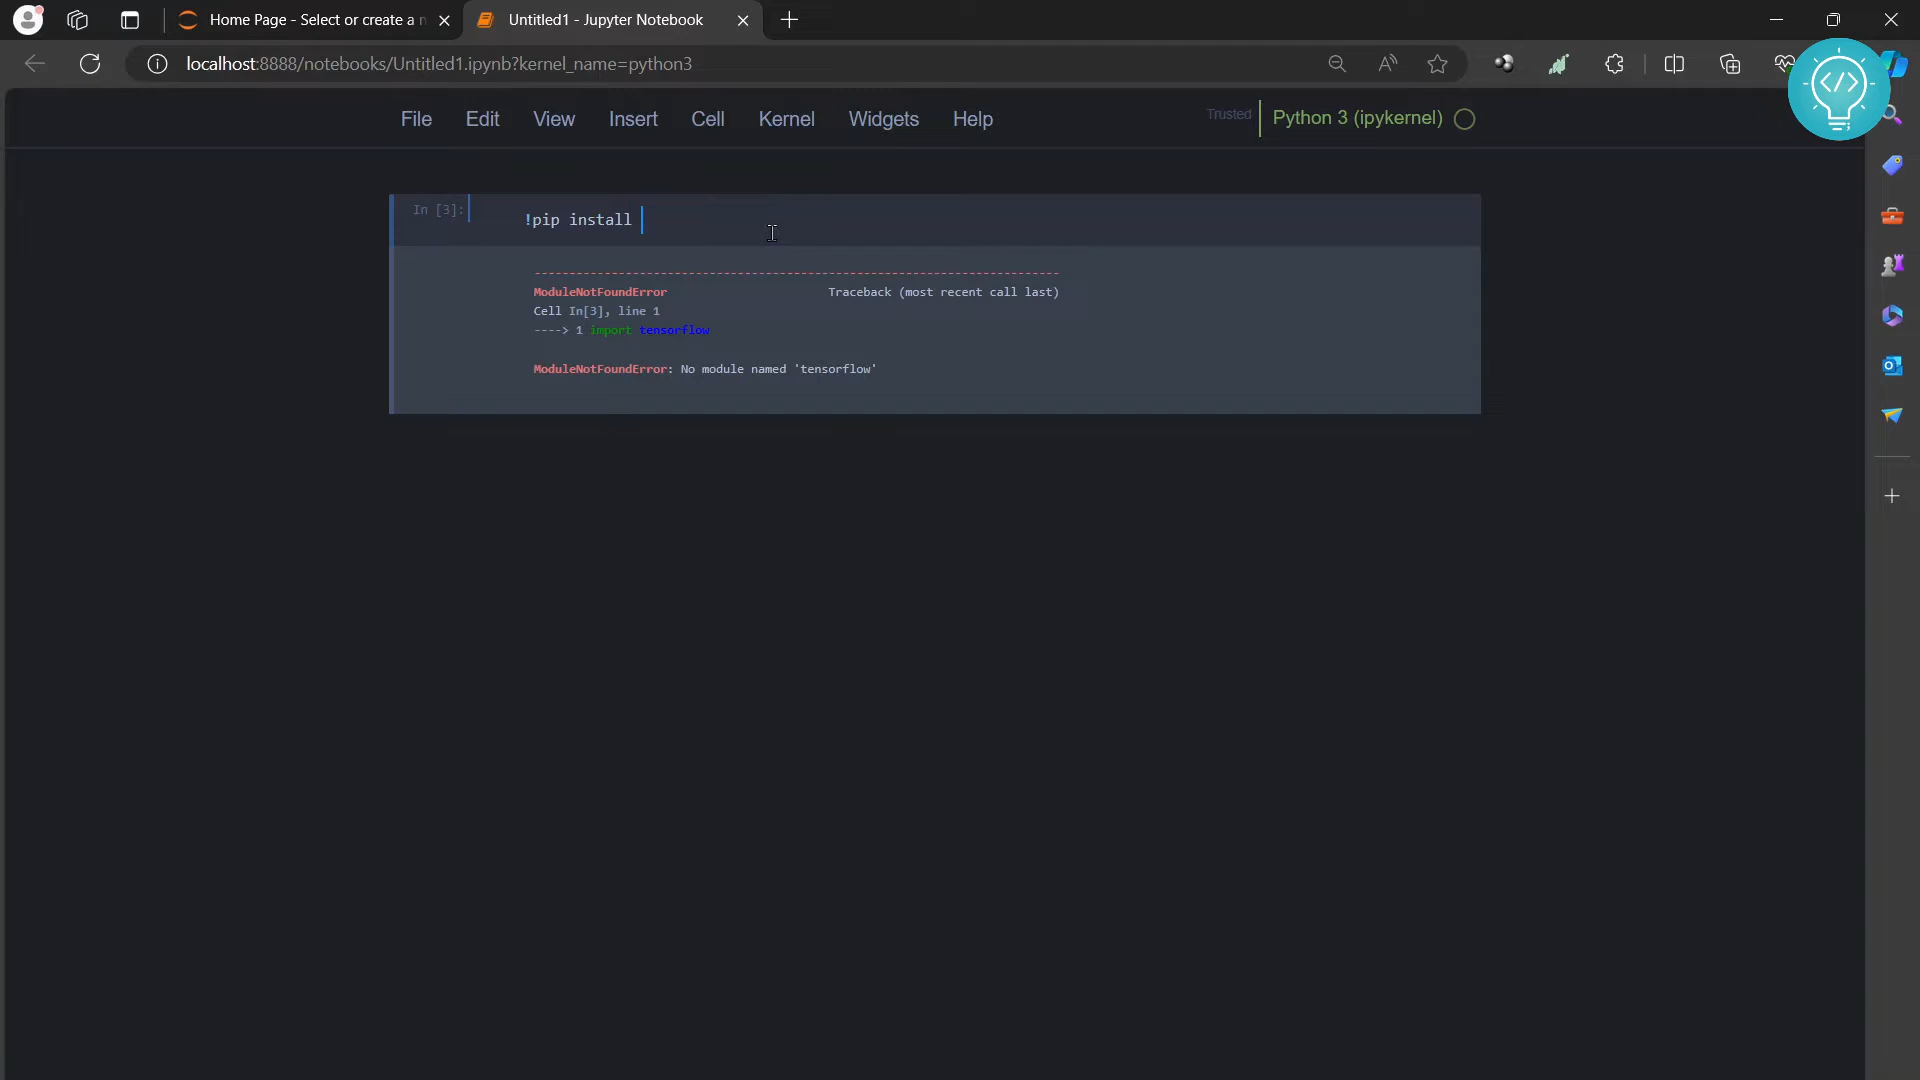 Home Page - Select or create a n
Untitled1 - Jupyter Notebook
localhost:8888/notebooks/Untitled1.ipynb?kernel_name=python3
File Edit View Insert Cell Kernel Widgets Help
Trusted
Python 3 (ipykernel)
In [3]:
!pip install
---------------------------------------------------------------------------
ModuleNotFoundError Traceback (most recent call last)
Cell In[3], line 1
----> 1 import tensorflow
ModuleNotFoundError: No module named 'tensorflow'